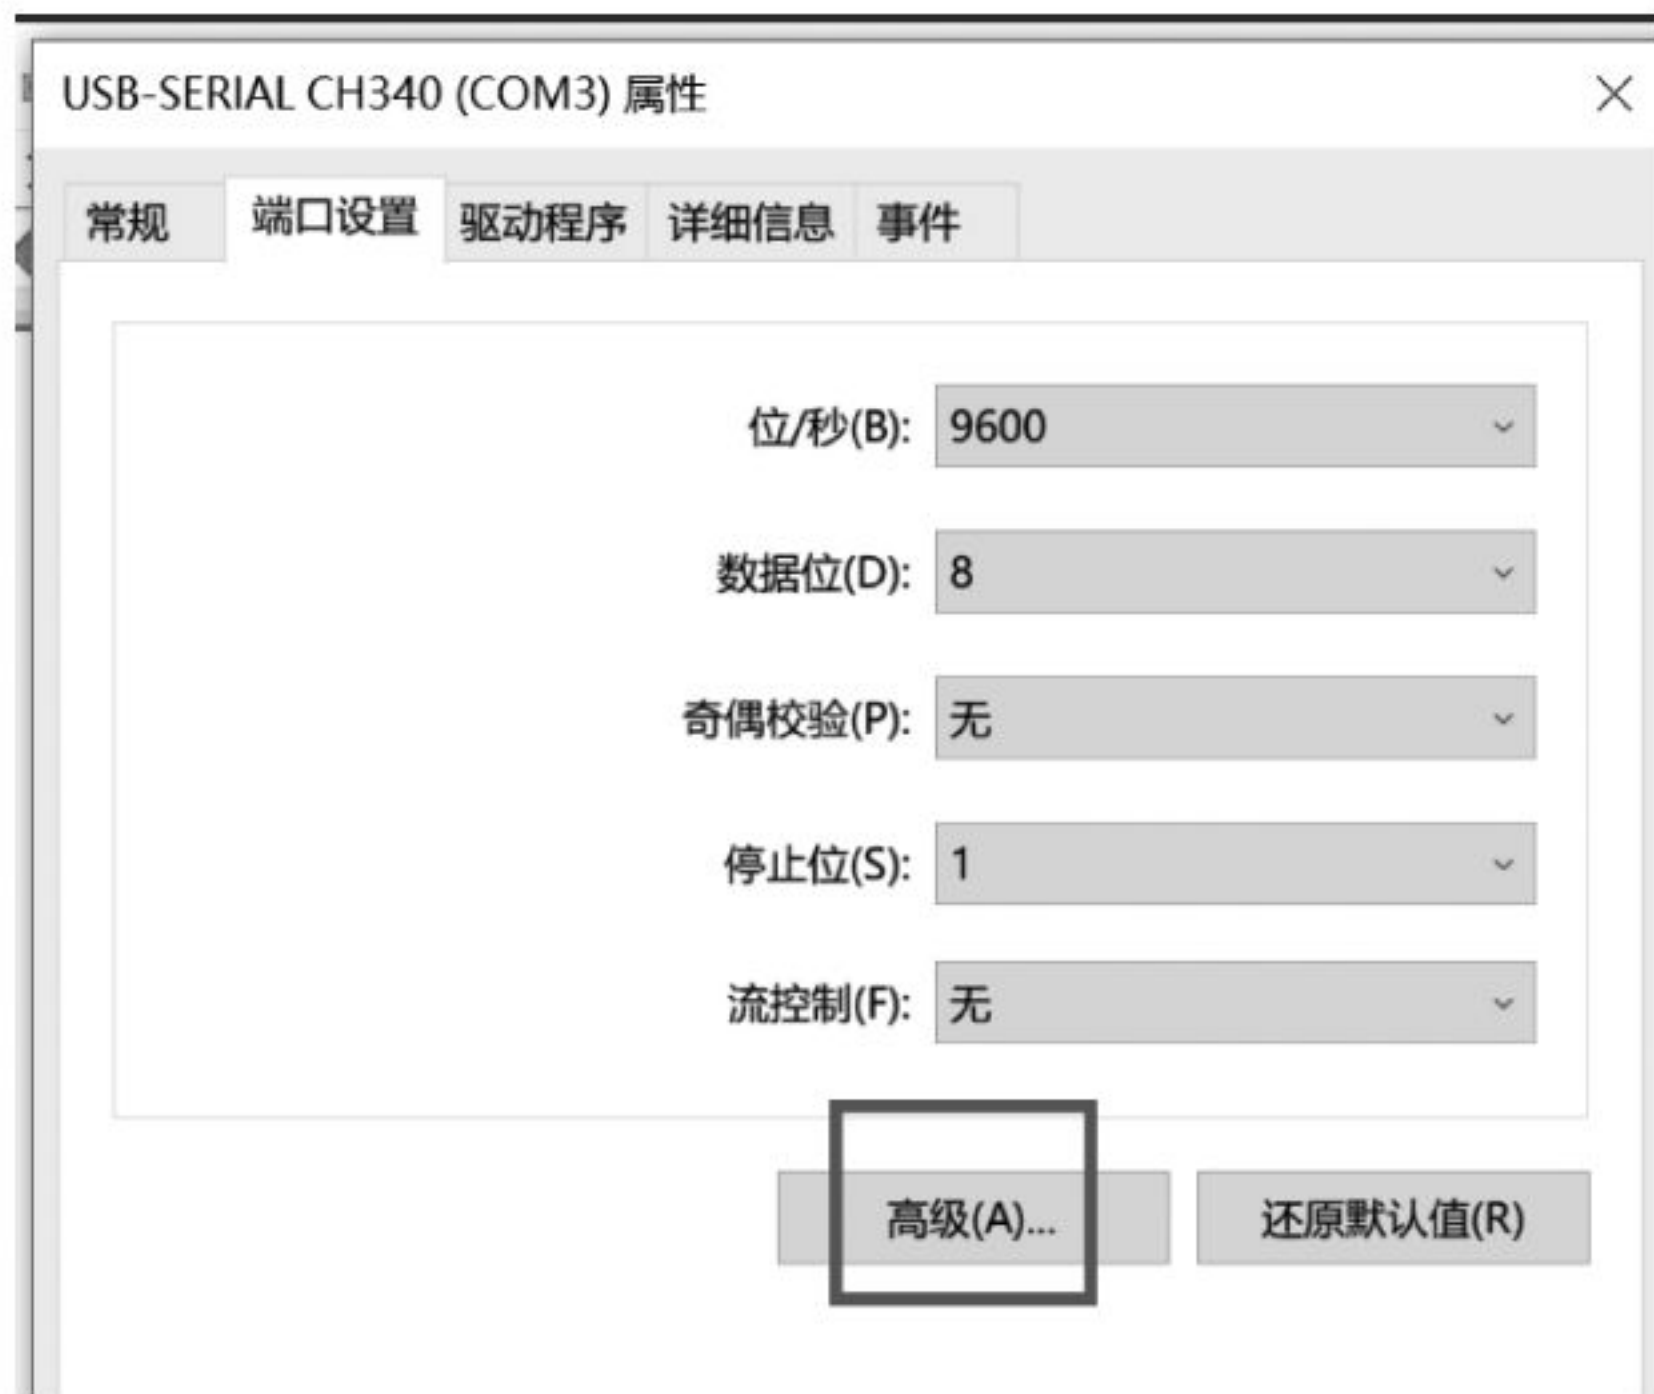 USB-SERIAL CH340 (COM3) 属性
常规 端口设置 驱动程序 详细信息 事件
位/秒(B): 9600
数据位(D): 8
奇偶校验(P): 无
停止位(S): 1
流控制(F): 无
高级(A)... 还原默认值(R)